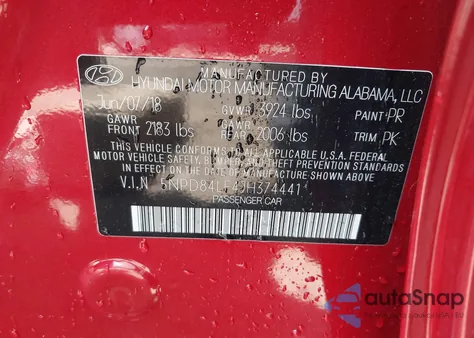 MANUFACTURED BY
HYUNDAI MOTOR MANUFACTURING ALABAMA, LLC
Jun/07/18 GVWR 3924 lbs PAINT PR
GAWR FRONT 2183 lbs GAWR REAR 2006 lbs TRIM PK
THIS VEHICLE CONFORMS TO ALL APPLICABLE U.S.A. FEDERAL
MOTOR VEHICLE SAFETY, BUMPER, AND THEFT PREVENTION STANDARDS
IN EFFECT ON THE DATE OF MANUFACTURE SHOWN ABOVE.
V.I.N 5NPD84LF4JH374441
PASSENGER CAR
autoSnap